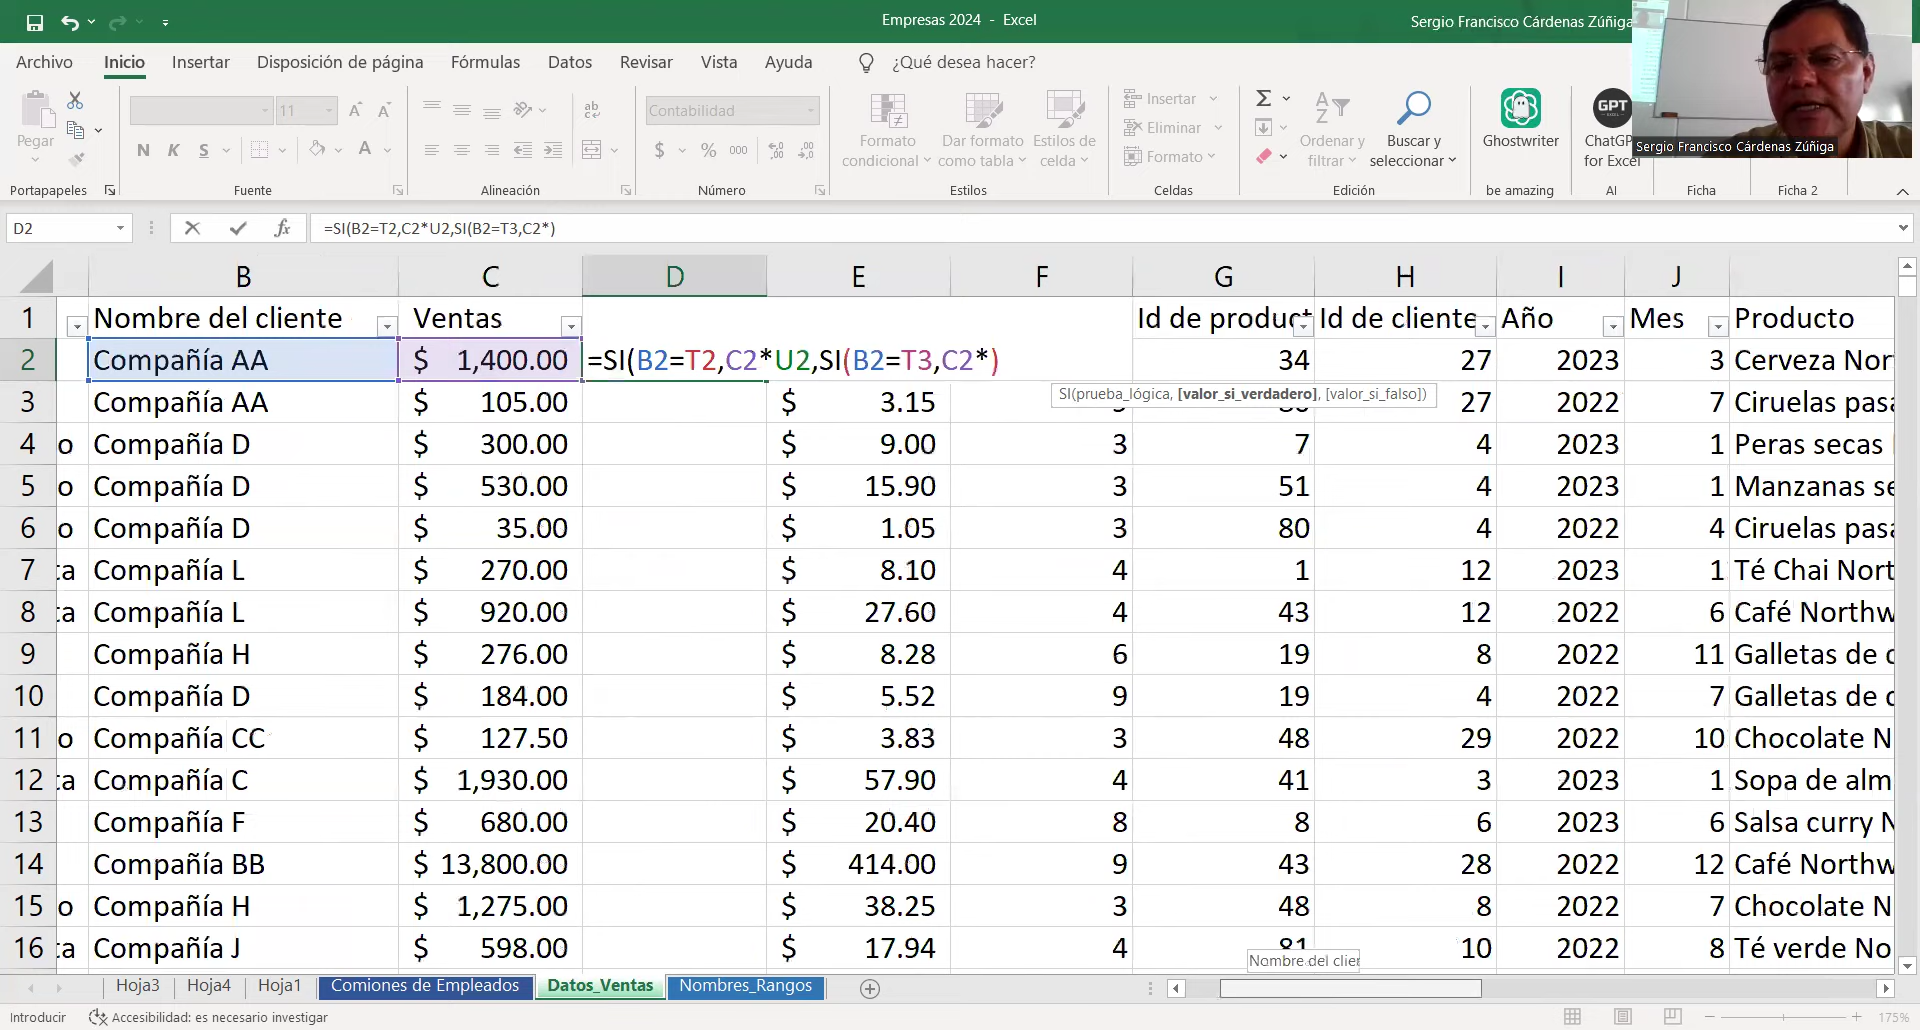 Empresas 2024 - Excel
Sergio Francisco Cárdenas Zúñiga
Archivo Inicio Insertar Disposición de página Fórmulas Datos Revisar Vista Ayuda ¿Qué desea hacer?
Pegar
11
N K S
A
ab
Contabilidad
$ % 000
Formato condicional
Dar formato como tabla
Estilos de celda
Insertar
Eliminar
Formato
Ordenar y filtrar
Buscar y seleccionar
Ghostwriter
GPT
ChatGP
for Excel
Sergio Francisco Cárdenas Zúñiga
Portapapeles Fuente Alineación Número Estilos Celdas Edición be amazing AI Ficha Ficha 2
D2 fx =SI(B2=T2,C2*U2,SI(B2=T3,C2*)
B C D E F G H I J
1 Nombre del cliente Ventas Id de product Id de cliente Año Mes Producto
2 Compañía AA $ 1,400.00 =SI(B2=T2,C2*U2,SI(B2=T3,C2*) 34 27 2023 3 Cerveza Nor
SI(prueba_lógica, [valor_si_verdadero], [valor_si_falso])
3 Compañía AA $ 105.00 $ 3.15 27 2022 7 Ciruelas pasa
4 o Compañía D $ 300.00 $ 9.00 3 7 4 2023 1 Peras secas
5 o Compañía D $ 530.00 $ 15.90 3 51 4 2023 1 Manzanas se
6 o Compañía D $ 35.00 $ 1.05 3 80 4 2022 4 Ciruelas pasa
7 ta Compañía L $ 270.00 $ 8.10 4 1 12 2023 1 Té Chai Nort
8 ta Compañía L $ 920.00 $ 27.60 4 43 12 2022 6 Café Northw
9 Compañía H $ 276.00 $ 8.28 6 19 8 2022 11 Galletas de c
10 Compañía D $ 184.00 $ 5.52 9 19 4 2022 7 Galletas de c
11 o Compañía CC $ 127.50 $ 3.83 3 48 29 2022 10 Chocolate N
12 ta Compañía C $ 1,930.00 $ 57.90 4 41 3 2023 1 Sopa de alm
13 Compañía F $ 680.00 $ 20.40 8 8 6 2023 6 Salsa curry N
14 Compañía BB $ 13,800.00 $ 414.00 9 43 28 2022 12 Café Northw
15 o Compañía H $ 1,275.00 $ 38.25 3 48 8 2022 7 Chocolate N
16 ta Compañía J $ 598.00 $ 17.94 4 81 10 2022 8 Té verde No
Nombre del clier
Hoja3 Hoja4 Hoja1 Comiones de Empleados Datos_Ventas Nombres_Rangos
Introducir Accesibilidad: es necesario investigar 175%